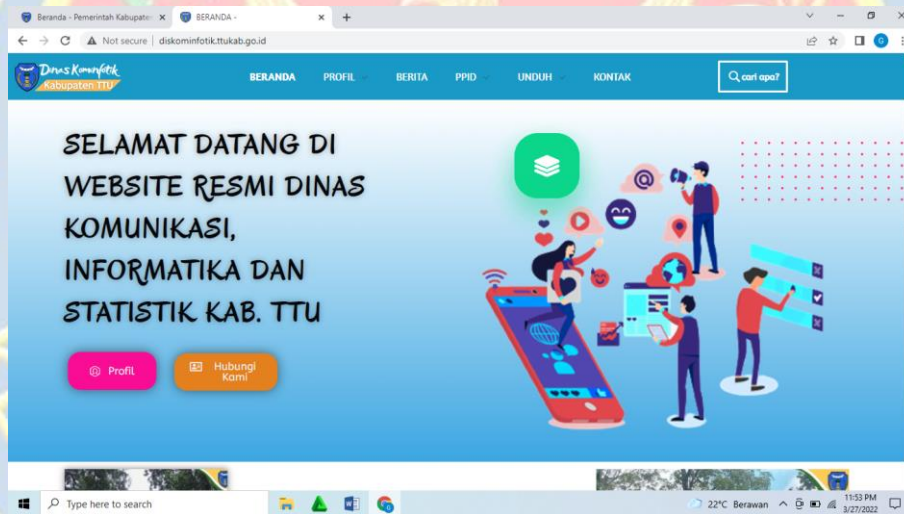 Beranda - Pemerintah Kabupate
BERANDA -
Not secure | diskominfotik.ttukab.go.id
Dinas Kominfotik
Kabupaten TTU
BERANDA PROFIL BERITA PPID UNDUH KONTAK cari apa?
SELAMAT DATANG DI
WEBSITE RESMI DINAS
KOMUNIKASI,
INFORMATIKA DAN
STATISTIK KAB. TTU
Profil
Hubungi
Kami
Type here to search
22°C Berawan
11:53 PM
3/27/2022